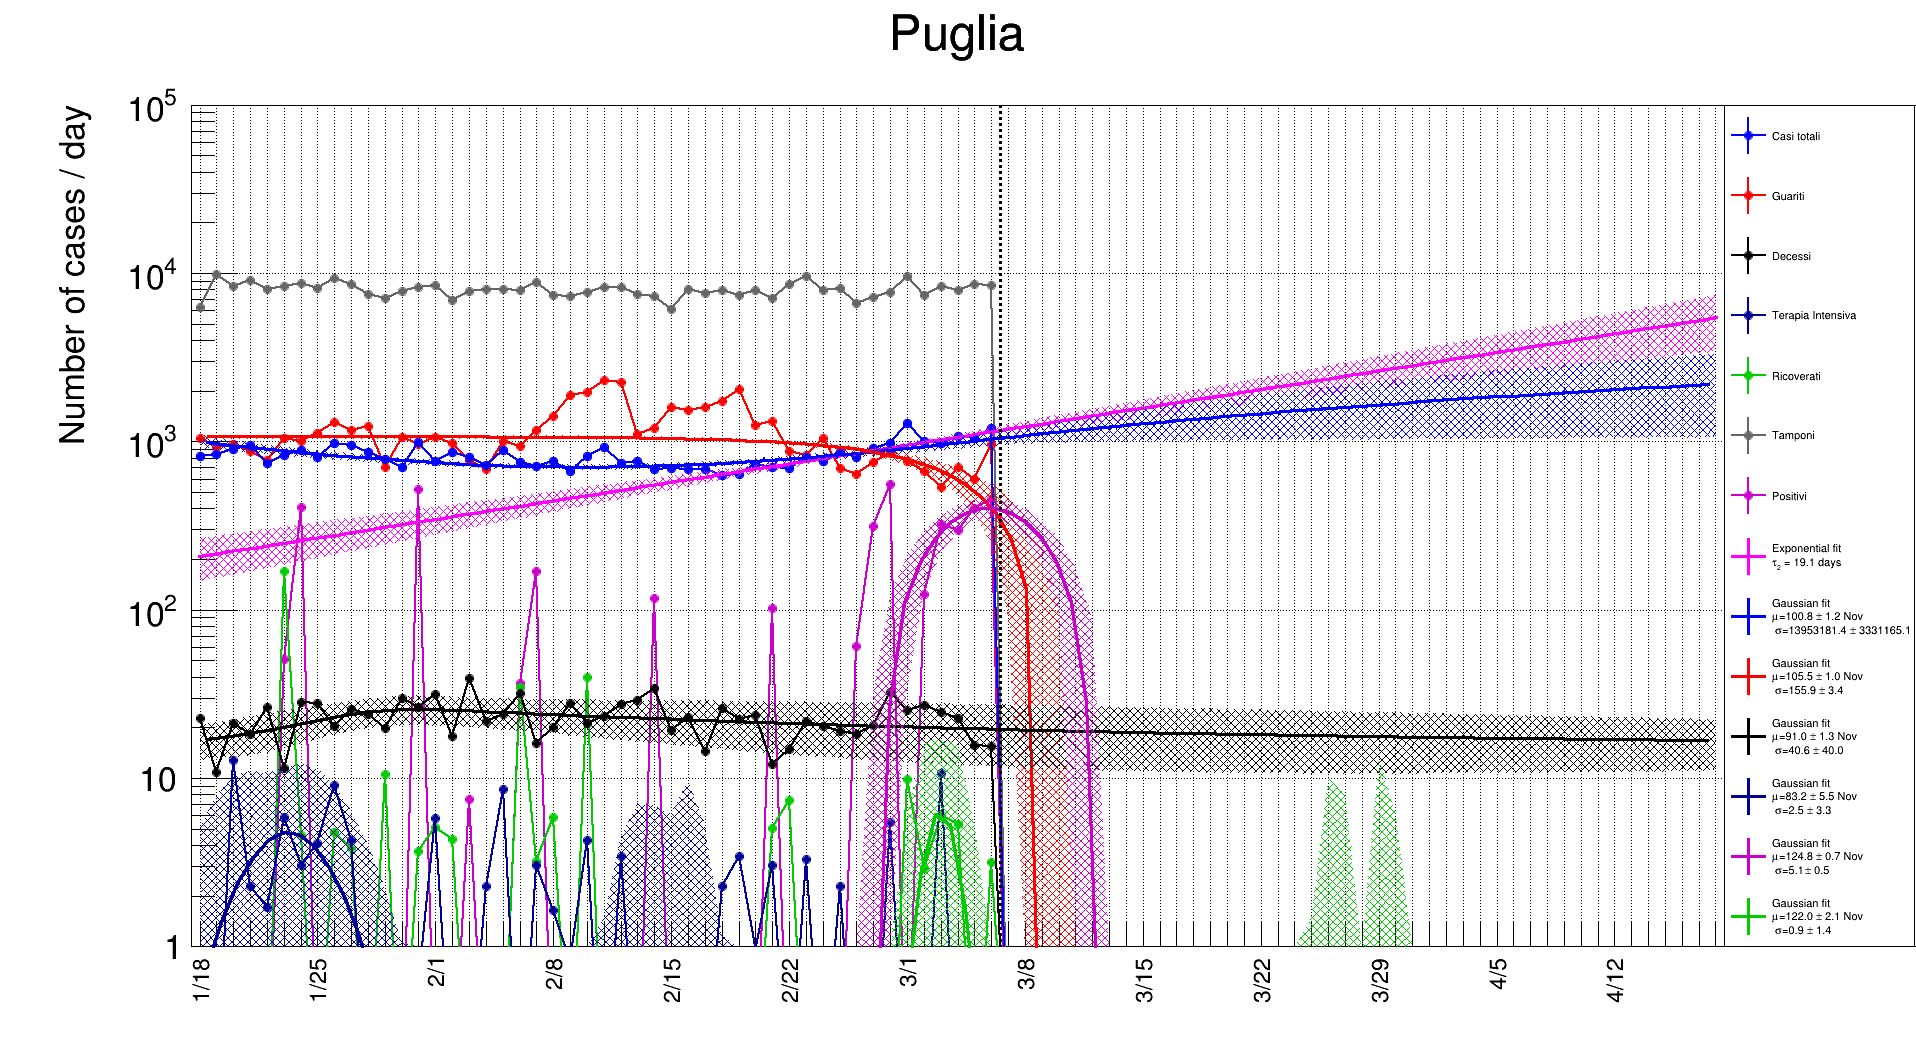 Puglia
Number of cases / day
10^5
10^4
10^3
10^2
10
1
1/18
1/25
2/1
2/8
2/15
2/22
3/1
3/8
3/15
3/22
3/29
4/5
4/12
Casi totali
Guariti
Decessi
Terapia Intensiva
Ricoverati
Tamponi
Positivi
Exponential fit
τ₂ = 19.1 days
Gaussian fit
μ=100.8 ± 1.2 Nov
σ=13953181.4 ± 3331165.1
Gaussian fit
μ=105.5 ± 1.0 Nov
σ=155.9 ± 3.4
Gaussian fit
μ=91.0 ± 1.3 Nov
σ=40.6 ± 40.0
Gaussian fit
μ=83.2 ± 5.5 Nov
σ=2.5 ± 3.3
Gaussian fit
μ=124.8 ± 0.7 Nov
σ=5.1 ± 0.5
Gaussian fit
μ=122.0 ± 2.1 Nov
σ=0.9 ± 1.4